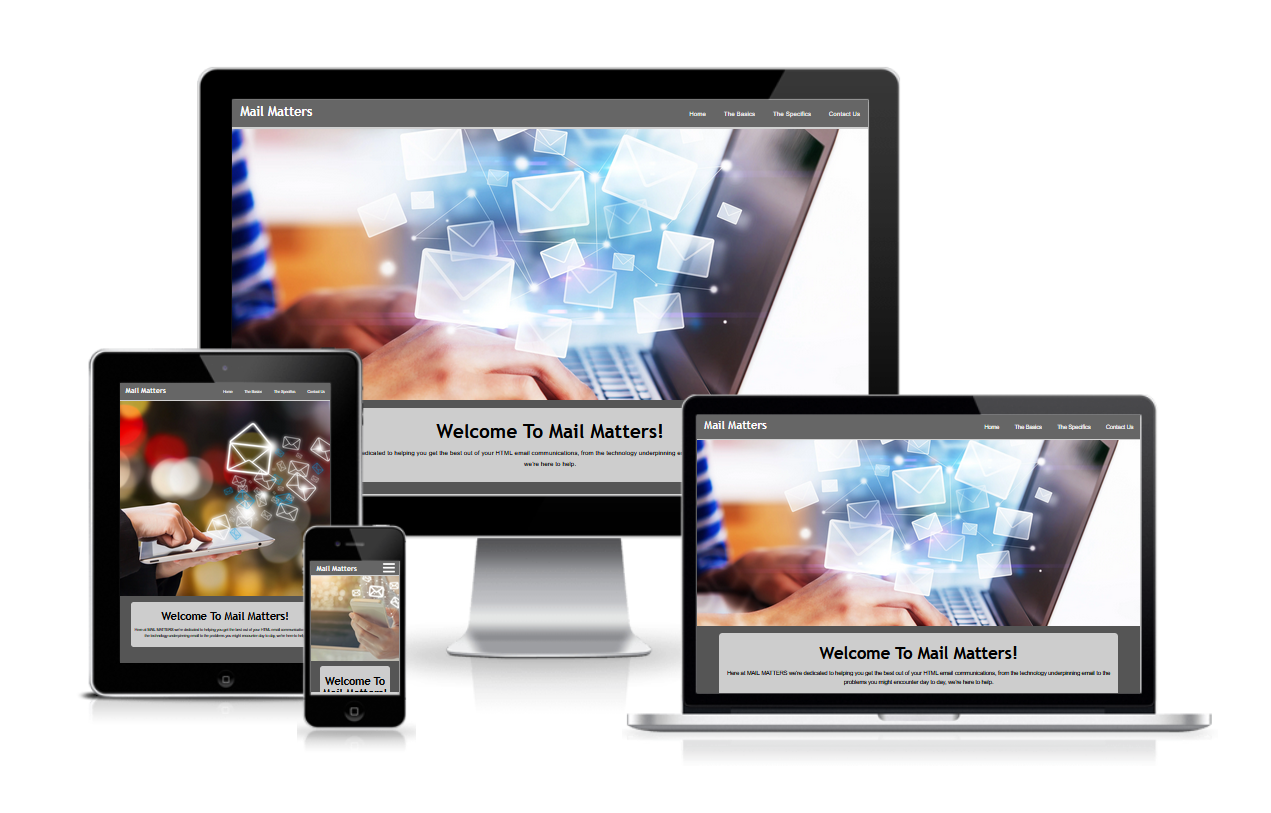 Mail Matters
Home The Basics The Specifics Contact Us
Welcome To Mail Matters!
edicated to helping you get the best out of your HTML email communications, from the technology underpinning e
we're here to help.
Mail Matters
Home The Basics The Specifics Contact Us
Welcome To Mail Matters!
Here at MAIL MATTERS we're dedicated to helping you get the best out of your HTML email communicatio
the technology underpinning email to the problems you might encounter day to day, we're here to hel
Mail Matters
Welcome To
Mail Matters!
Mail Matters
Home The Basics The Specifics Contact Us
Welcome To Mail Matters!
Here at MAIL MATTERS we're dedicated to helping you get the best out of your HTML email communications, from the technology underpinning email to the
problems you might encounter day to day, we're here to help.